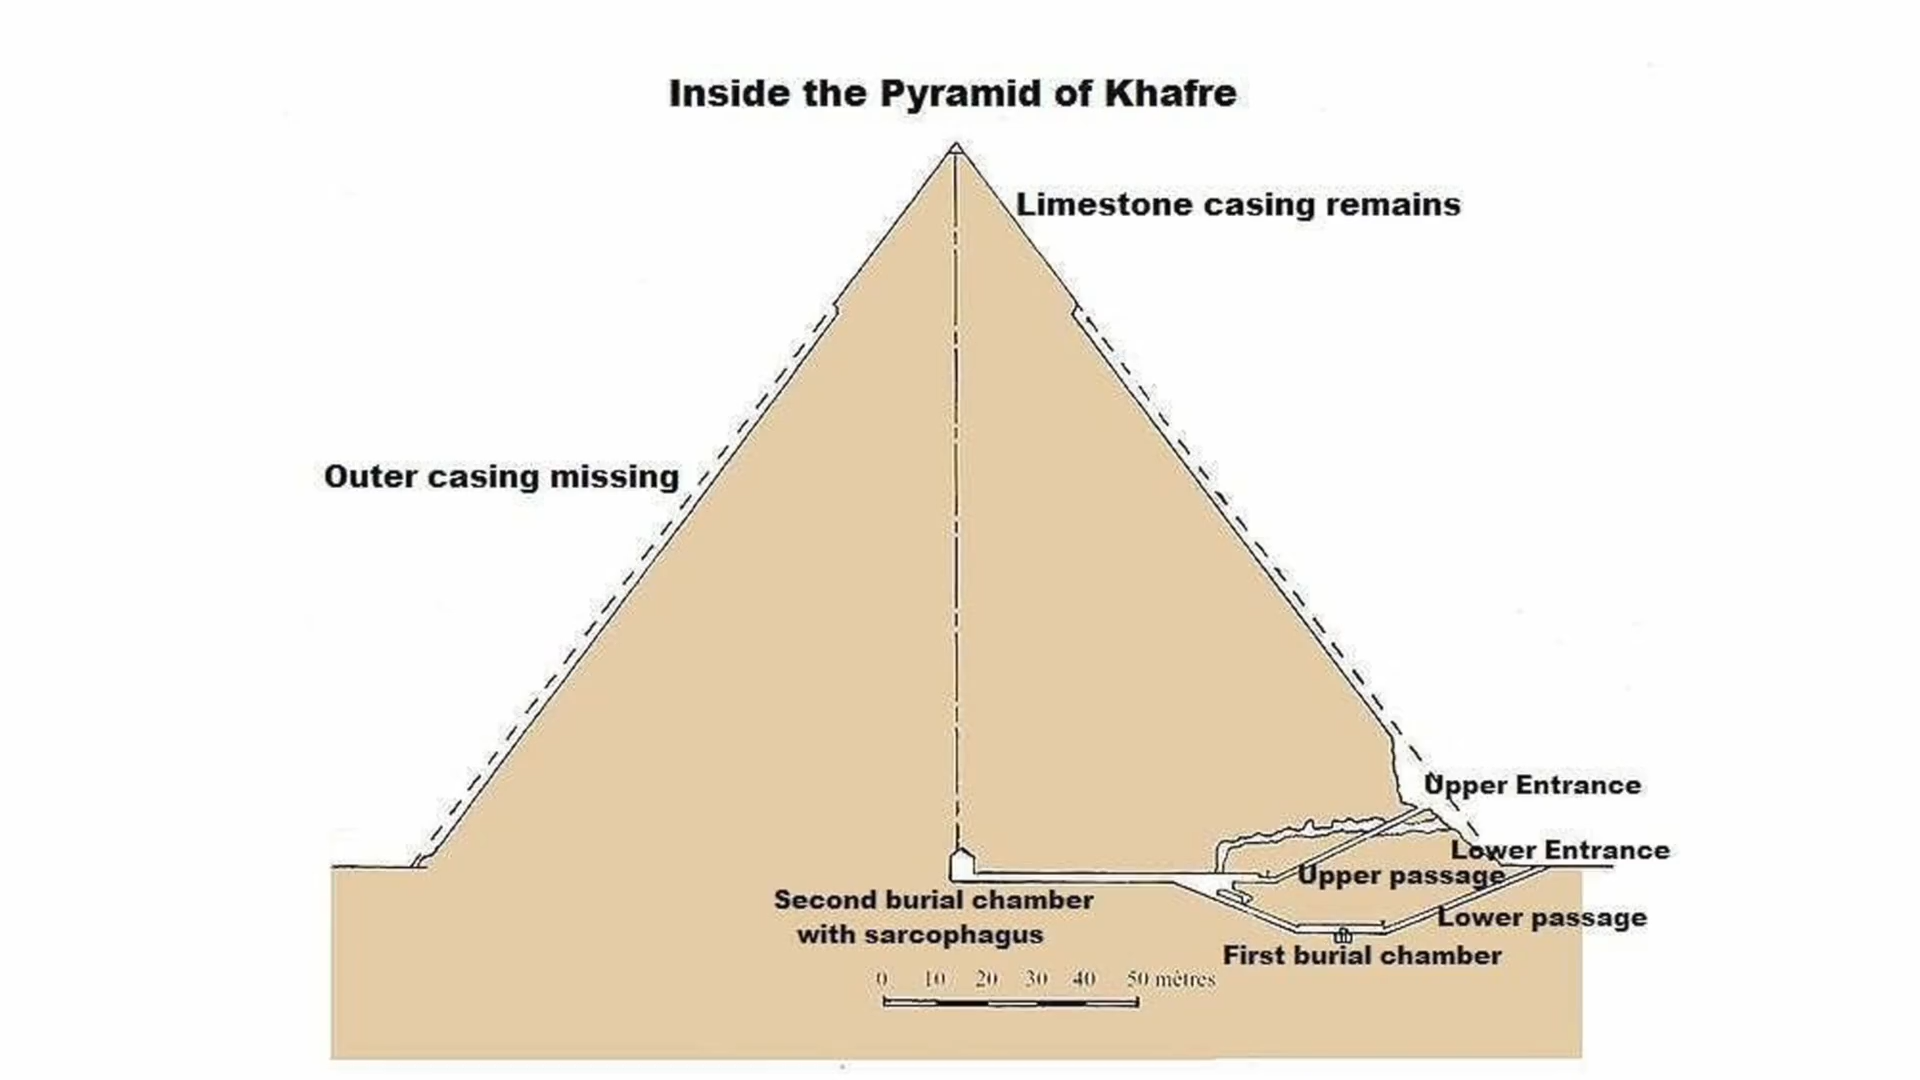 Inside the Pyramid of Khafre
Limestone casing remains
Outer casing missing
Upper Entrance
Lower Entrance
Upper passage
Second burial chamber
with sarcophagus
Lower passage
First burial chamber
0 10 20 30 40 50 mètres